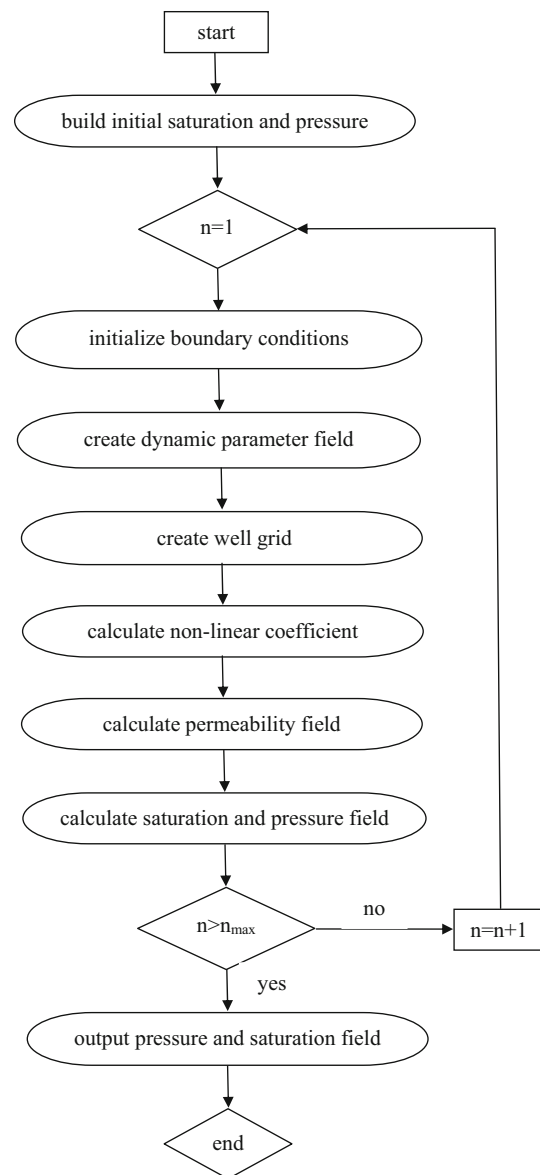 start
build initial saturation and pressure
n=1
initialize boundary conditions
create dynamic parameter field
create well grid
calculate non-linear coefficient
calculate permeability field
calculate saturation and pressure field
n>nmax
no
n=n+1
yes
output pressure and saturation field
end